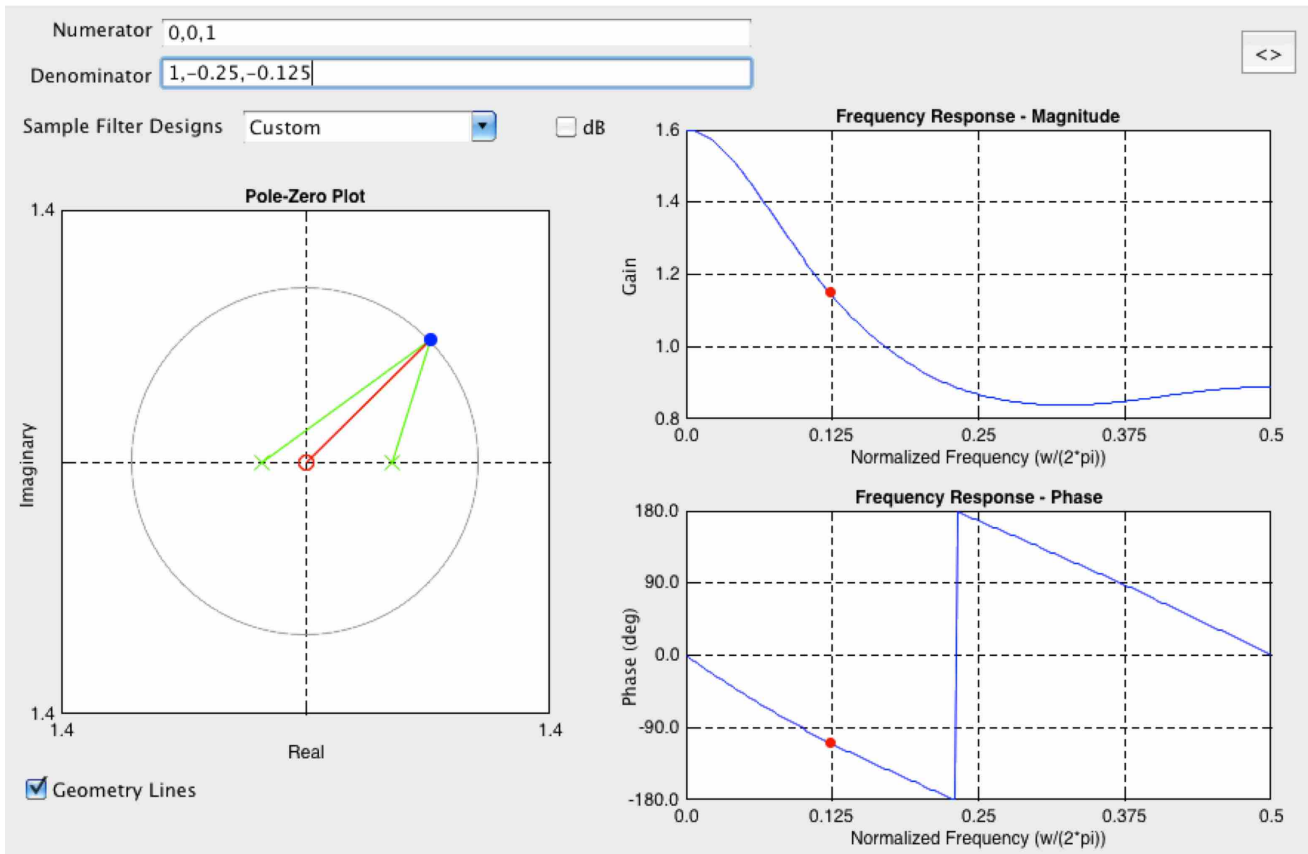 Numerator 0,0,1
<>
Denominator 1,-0.25,-0.125
Sample Filter Designs Custom dB
Pole-Zero Plot
1.4
Imaginary
1.4
1.4 1.4
Real
Geometry Lines
Frequency Response - Magnitude
1.6
1.4
1.2
1.0
0.8
Gain
0.0 0.125 0.25 0.375 0.5
Normalized Frequency (w/(2*pi))
Frequency Response - Phase
180.0
90.0
0.0
-90.0
-180.0
Phase (deg)
0.0 0.125 0.25 0.375 0.5
Normalized Frequency (w/(2*pi))